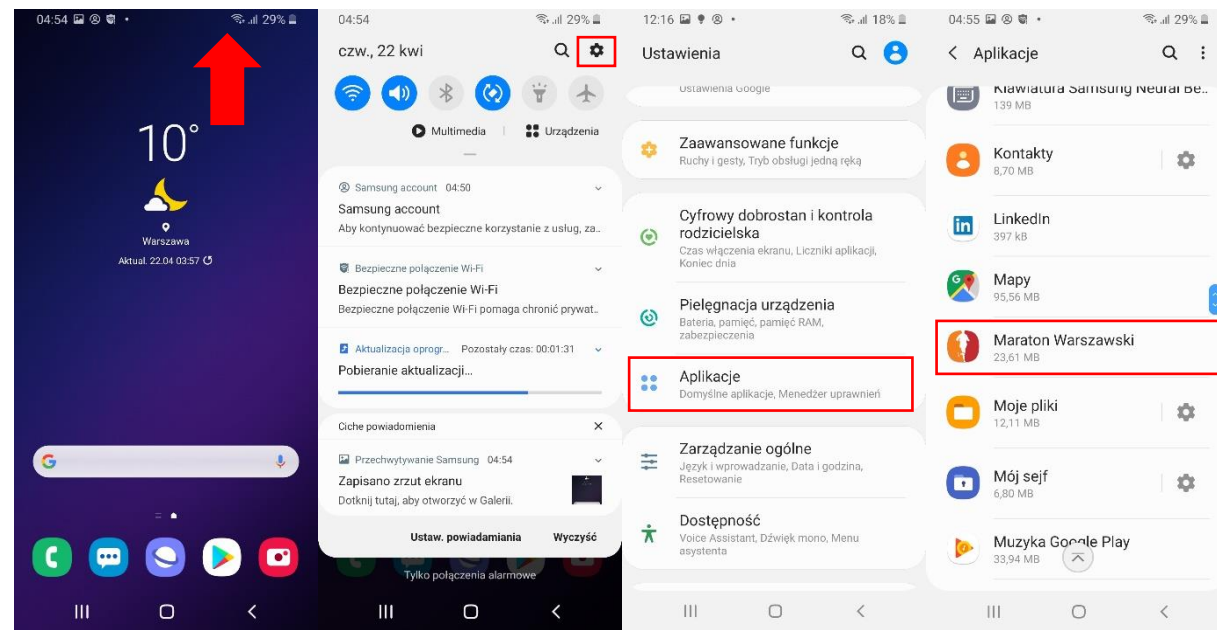 04:54 29%
10°
Warszawa
Aktual. 22.04 03:57
G
04:54 29%
czw., 22 kwi
Multimedia | Urządzenia
Samsung account 04:50
Samsung account
Aby kontynuować bezpieczne korzystanie z usług, za..
Bezpieczne połączenie Wi-Fi
Bezpieczne połączenie Wi-Fi
Bezpieczne połączenie Wi-Fi pomaga chronić prywat..
Aktualizacja oprogr... Pozostały czas: 00:01:31
Pobieranie aktualizacji...
Ciche powiadomienia
Przechwytywanie Samsung 04:54
Zapisano zrzut ekranu
Dotknij tutaj, aby otworzyć w Galerii.
Ustaw. powiadamiania Wyczyść
Tylko połączenia alarmowe
12:16 18%
Ustawienia
Ustawienia Google
Zaawansowane funkcje
Ruchy i gesty, Tryb obsługi jedną ręką
Cyfrowy dobrostan i kontrola
rodzicielska
Czas włączenia ekranu, Liczniki aplikacji,
Koniec dnia
Pielęgnacja urządzenia
Bateria, pamięć, pamięć RAM,
zabezpieczenia
Aplikacje
Domyślne aplikacje, Menedżer uprawnień
Zarządzanie ogólne
Język i wprowadzanie, Data i godzina,
Resetowanie
Dostępność
Voice Assistant, Dźwięk mono, Menu
asystenta
04:55 29%
Aplikacje
Klawiatura Samsung Neural Be..
139 MB
Kontakty
8,70 MB
in
LinkedIn
397 kB
G
Mapy
95,56 MB
Maraton Warszawski
23,61 MB
Moje pliki
12,11 MB
Mój sejf
6,80 MB
Muzyka Google Play
33,94 MB